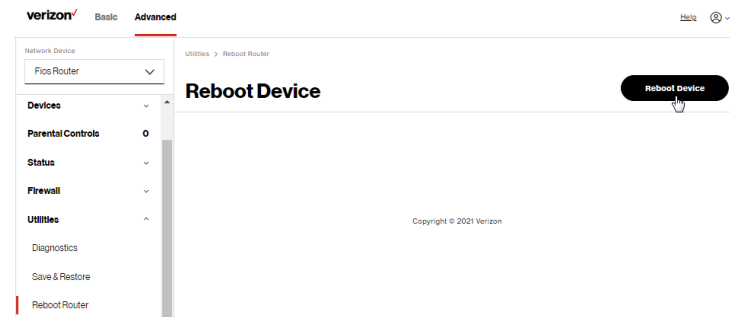 verizon✓ Basic Advanced Help
Network Device
Fios Router
Utilities > Reboot Router
Reboot Device
Reboot Device
Devices
Parental Controls 0
Status
Firewall
Utilities
Diagnostics
Save & Restore
Reboot Router
Copyright © 2021 Verizon